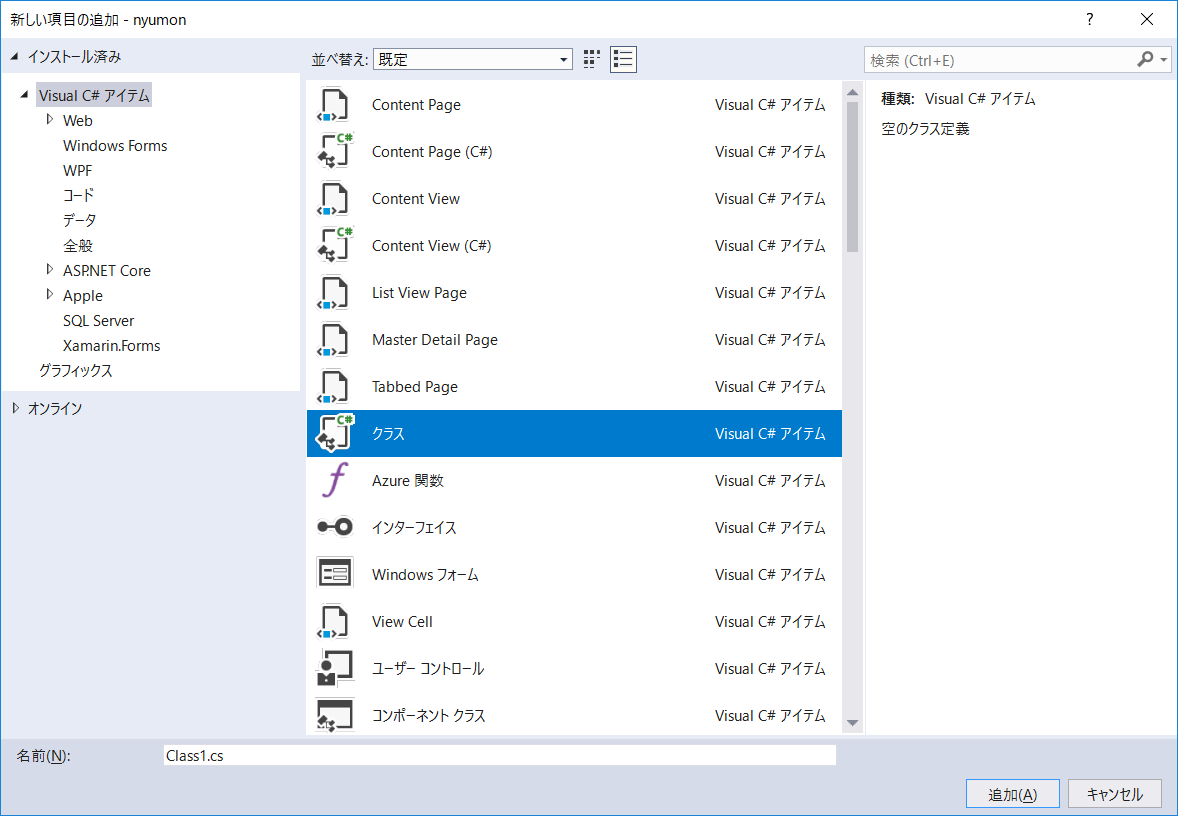 新しい項目の追加 - nyumon
?
インストール済み
並べ替え: 既定
検索 (Ctrl+E)
Visual C# アイテム
Web
Windows Forms
WPF
コード
データ
全般
ASP.NET Core
Apple
SQL Server
Xamarin.Forms
グラフィックス
オンライン
Content Page Visual C# アイテム
C#
Content Page (C#) Visual C# アイテム
Content View Visual C# アイテム
C#
Content View (C#) Visual C# アイテム
List View Page Visual C# アイテム
Master Detail Page Visual C# アイテム
Tabbed Page Visual C# アイテム
C#
クラス Visual C# アイテム
Azure 関数 Visual C# アイテム
インターフェイス Visual C# アイテム
Windows フォーム Visual C# アイテム
View Cell Visual C# アイテム
ユーザー コントロール Visual C# アイテム
コンポーネント クラス Visual C# アイテム
種類: Visual C# アイテム
空のクラス定義
名前(N): Class1.cs
追加(A) キャンセル